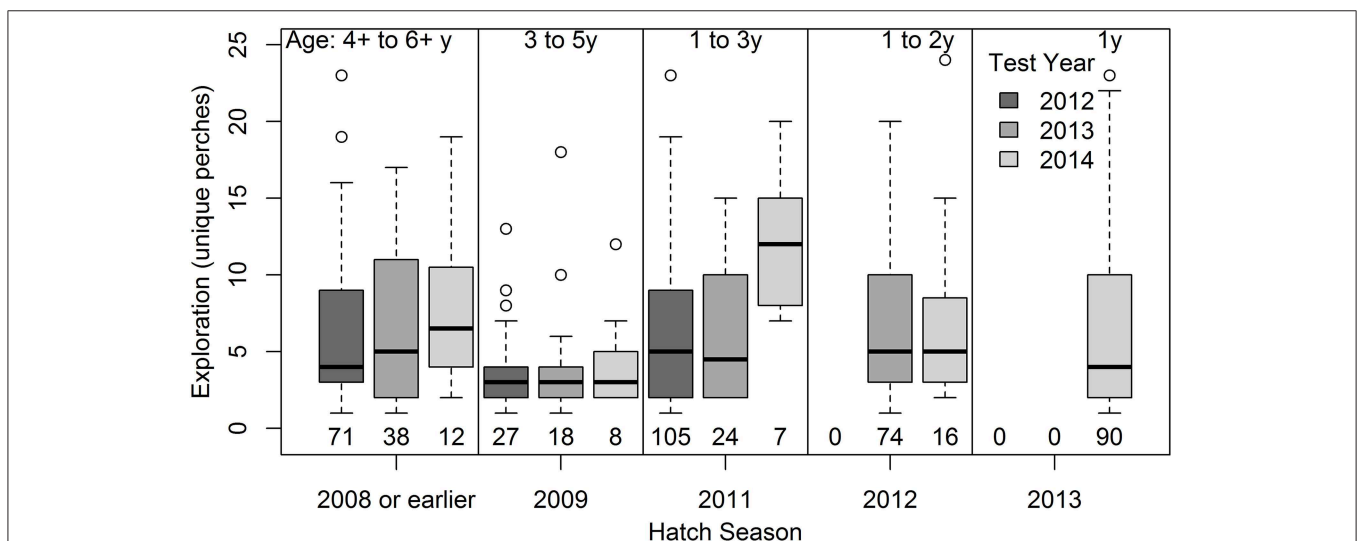 Age: 4+ to 6+ y 3 to 5y 1 to 3y 1 to 2y 1y
Test Year
2012
2013
2014
25
20
15
10
5
0
Exploration (unique perches)
71 38 12 27 18 8 105 24 7 0 74 16 0 0 90
2008 or earlier 2009 2011 2012 2013
Hatch Season